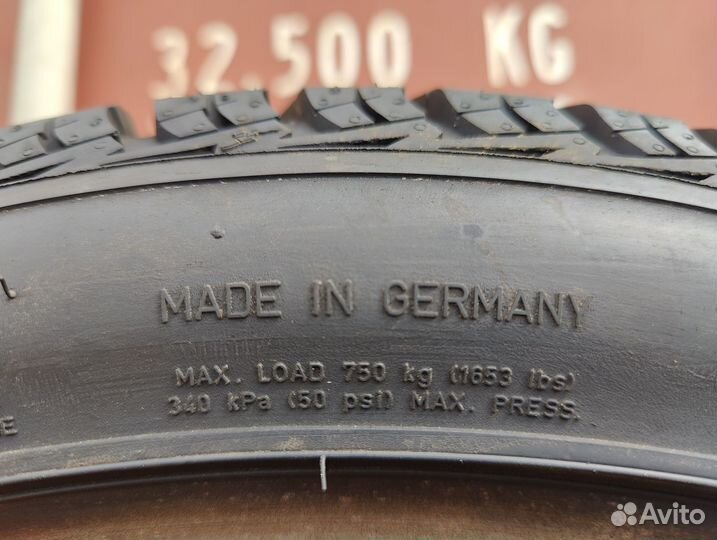 32.500 KG
MADE IN GERMANY
MAX. LOAD 750 kg (1653 lbs)
340 kPa (50 psi) MAX. PRESS.
Avito